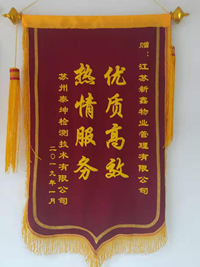 赠：江苏新鑫物业管理有限公司
优质高效
热情服务
苏州泰坤检测技术有限公司
二〇一九年一月